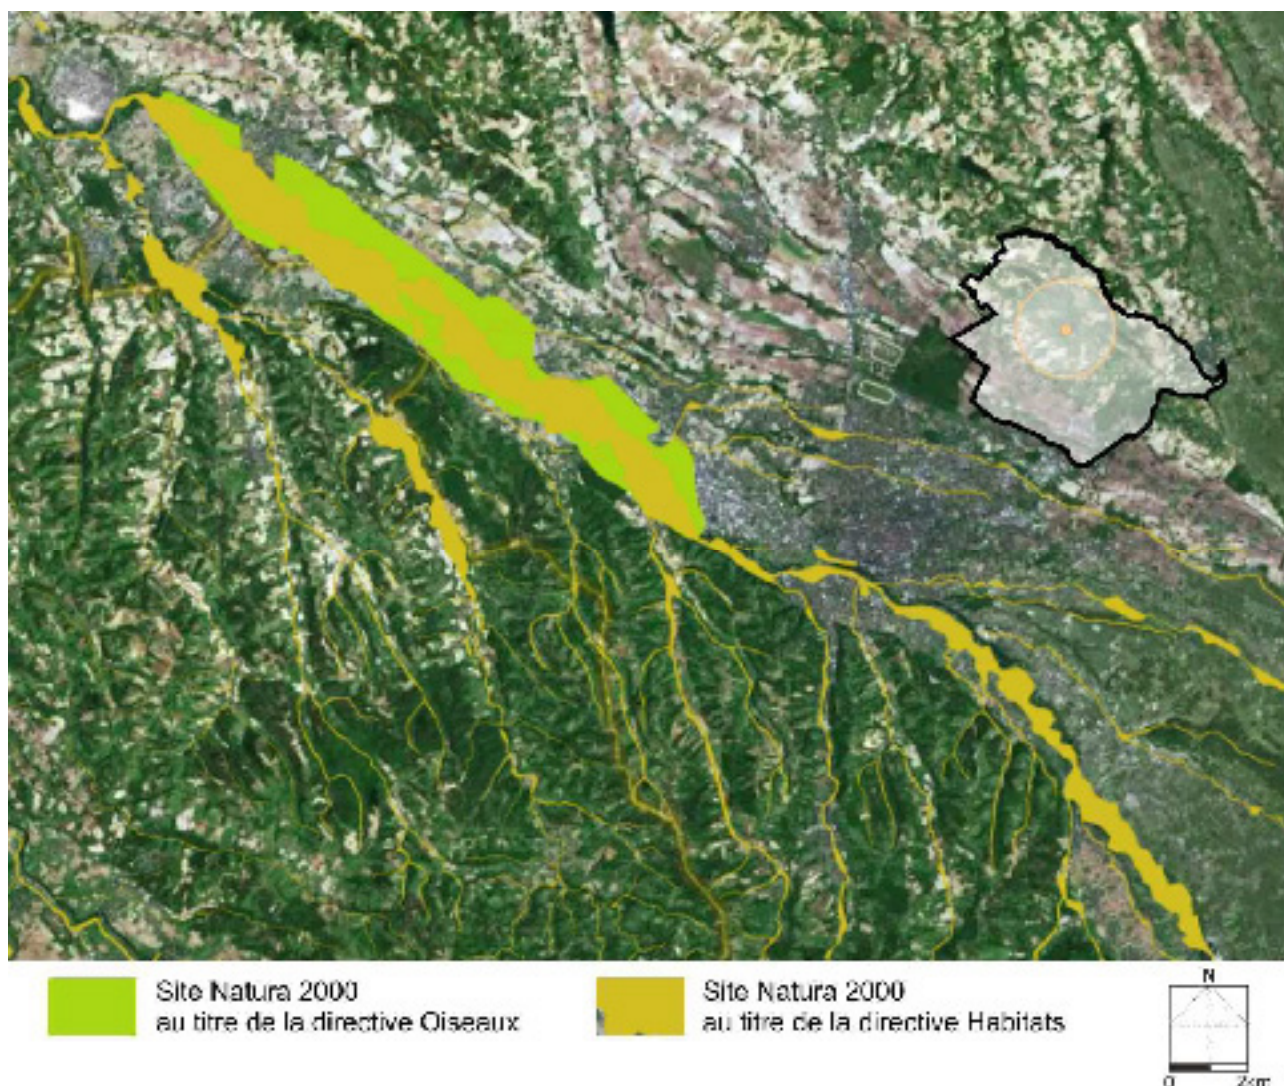 Site Natura 2000
au titre de la directive Oiseaux
Site Natura 2000
au titre de la directive Habitats
N
0 2km